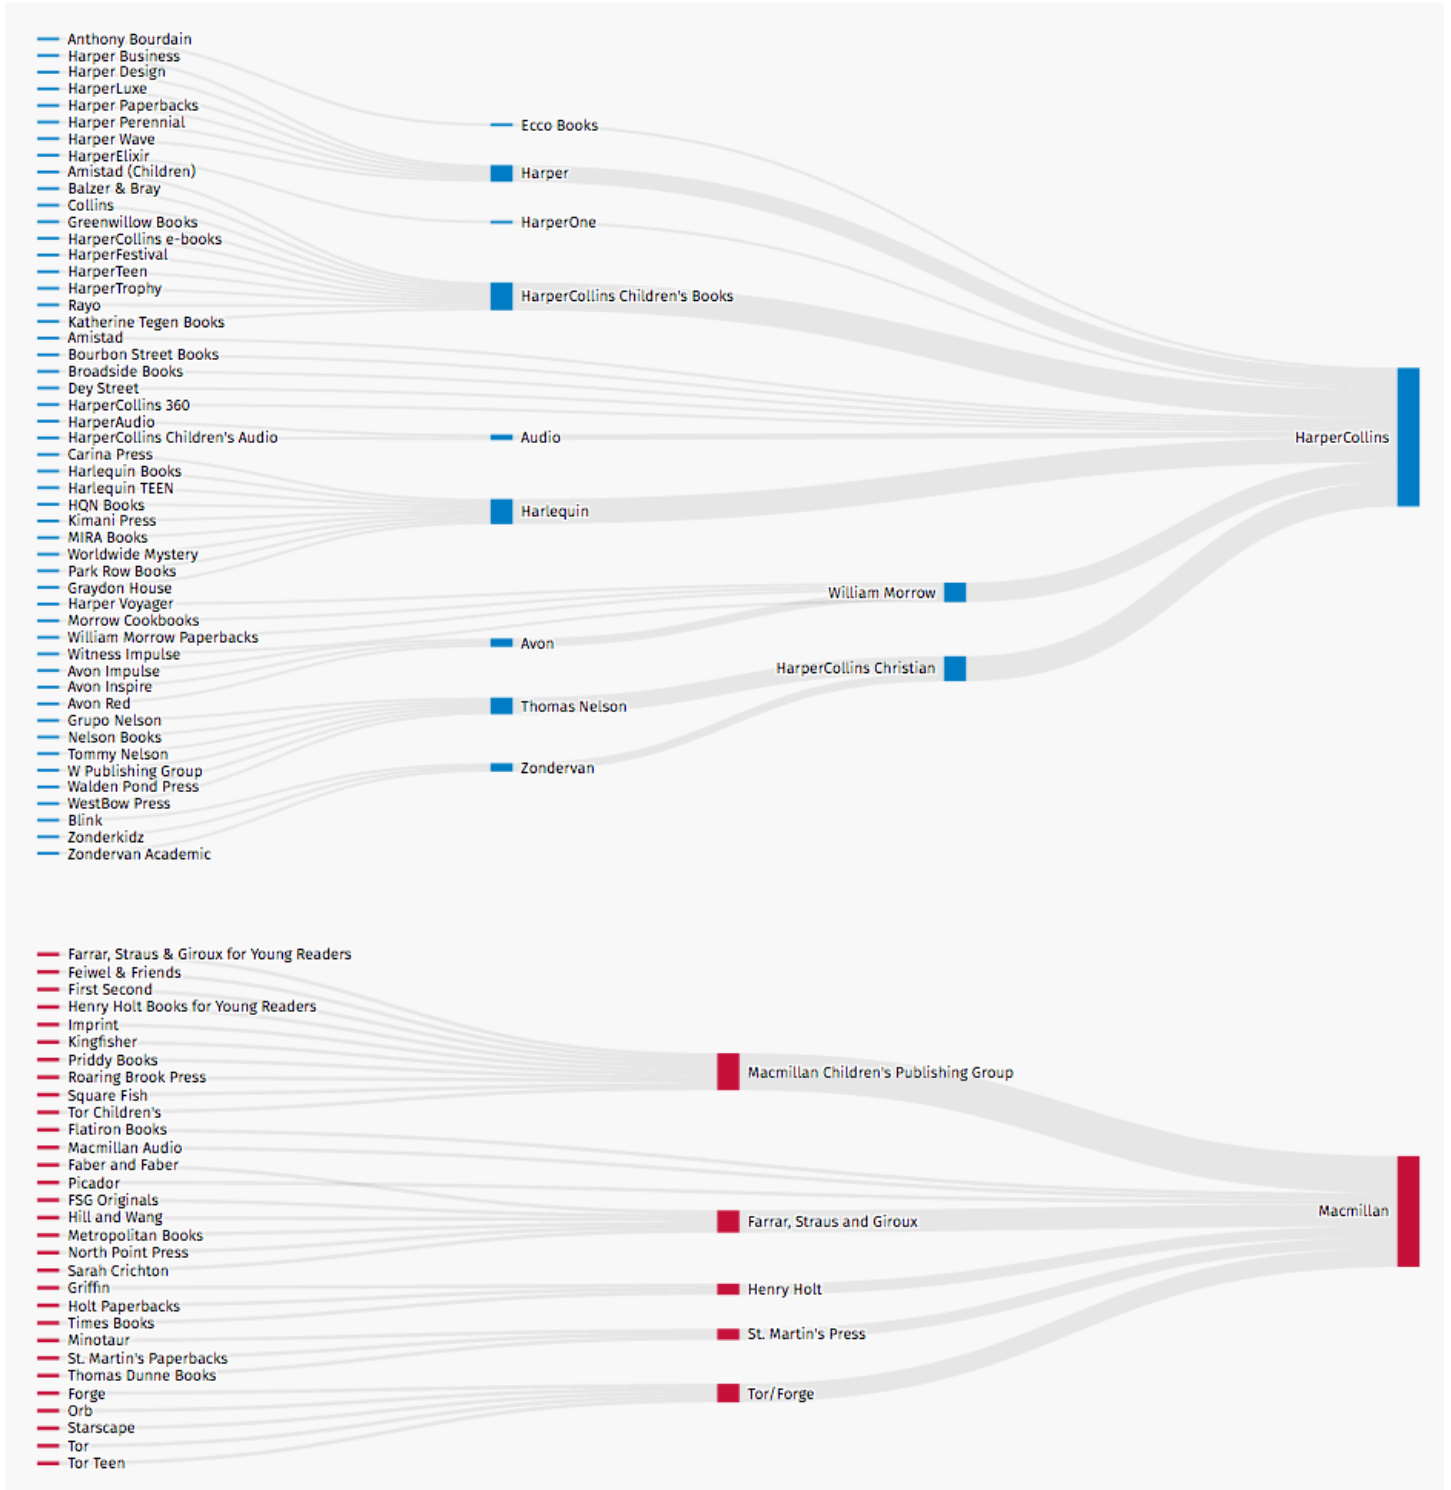 Anthony Bourdain
Harper Business
Harper Design
HarperLuxe
Harper Paperbacks
Harper Perennial
Harper Wave
HarperElixir
Amistad (Children)
Balzer & Bray
Collins
Greenwillow Books
HarperCollins e-books
HarperFestival
HarperTeen
HarperTrophy
Rayo
Katherine Tegen Books
Amistad
Bourbon Street Books
Broadside Books
Dey Street
HarperCollins 360
HarperAudio
HarperCollins Children's Audio
Carina Press
Harlequin Books
Harlequin TEEN
HQN Books
Kimani Press
MIRA Books
Worldwide Mystery
Park Row Books
Graydon House
Harper Voyager
Morrow Cookbooks
William Morrow Paperbacks
Witness Impulse
Avon Impulse
Avon Inspire
Avon Red
Grupo Nelson
Nelson Books
Tommy Nelson
W Publishing Group
Walden Pond Press
WestBow Press
Blink
Zonderkidz
Zondervan Academic
Ecco Books
Harper
HarperOne
HarperCollins Children's Books
Audio
Harlequin
Avon
Thomas Nelson
Zondervan
William Morrow
HarperCollins Christian
HarperCollins
Farrar, Straus & Giroux for Young Readers
Feiwel & Friends
First Second
Henry Holt Books for Young Readers
Imprint
Kingfisher
Priddy Books
Roaring Brook Press
Square Fish
Tor Children's
Flatiron Books
Macmillan Audio
Faber and Faber
Picador
FSG Originals
Hill and Wang
Metropolitan Books
North Point Press
Sarah Crichton
Griffin
Holt Paperbacks
Times Books
Minotaur
St. Martin's Paperbacks
Thomas Dunne Books
Forge
Orb
Starscape
Tor
Tor Teen
Macmillan Children's Publishing Group
Farrar, Straus and Giroux
Henry Holt
St. Martin's Press
Tor/Forge
Macmillan